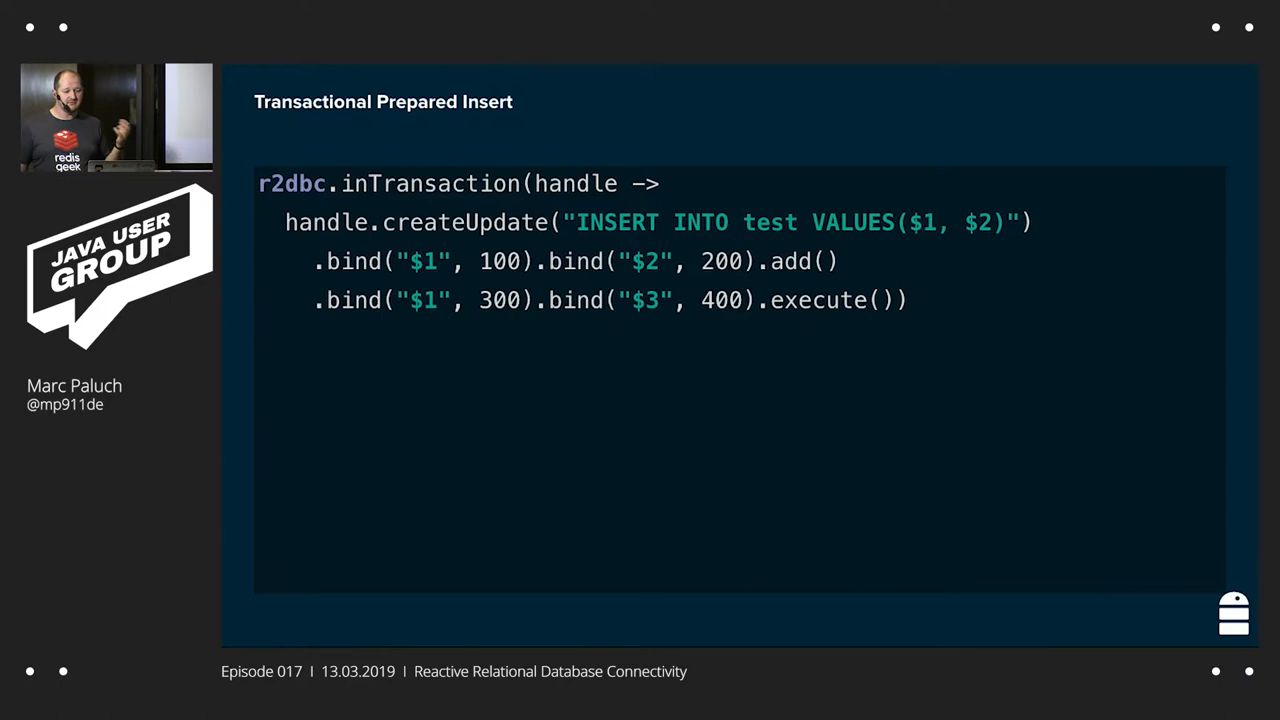 redis
geek
JAVA USER
GROUP
Marc Paluch
@mp911de
Transactional Prepared Insert
r2dbc.inTransaction(handle ->
handle.createUpdate("INSERT INTO test VALUES($1, $2)")
.bind("$1", 100).bind("$2", 200).add()
.bind("$1", 300).bind("$3", 400).execute())
Episode 017 | 13.03.2019 | Reactive Relational Database Connectivity